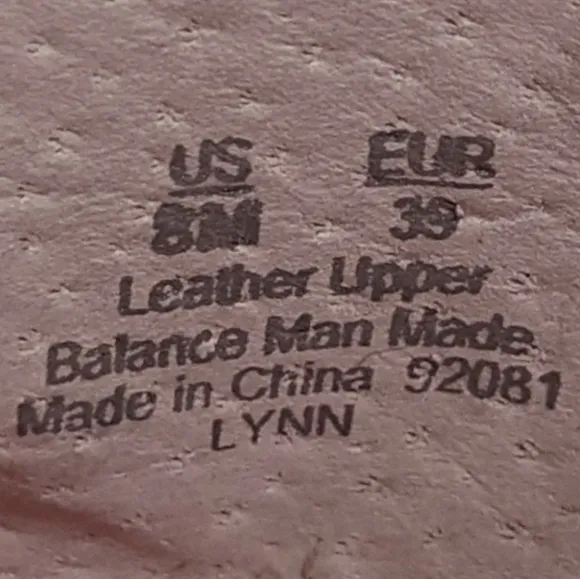 US EUR
8M 39
Leather Upper
Balance Man Made
Made in China 92081
LYNN